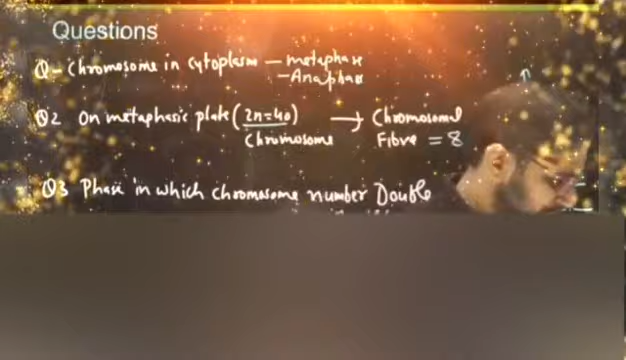 Questions
Q- Chromosome in cytoplasm - metaphase
- Anaphase
Q2 On metaphasic plate (2n=40) → Chromosomal
Chromosome Fibre = 8
Q3 Phase in which chromosome number Double